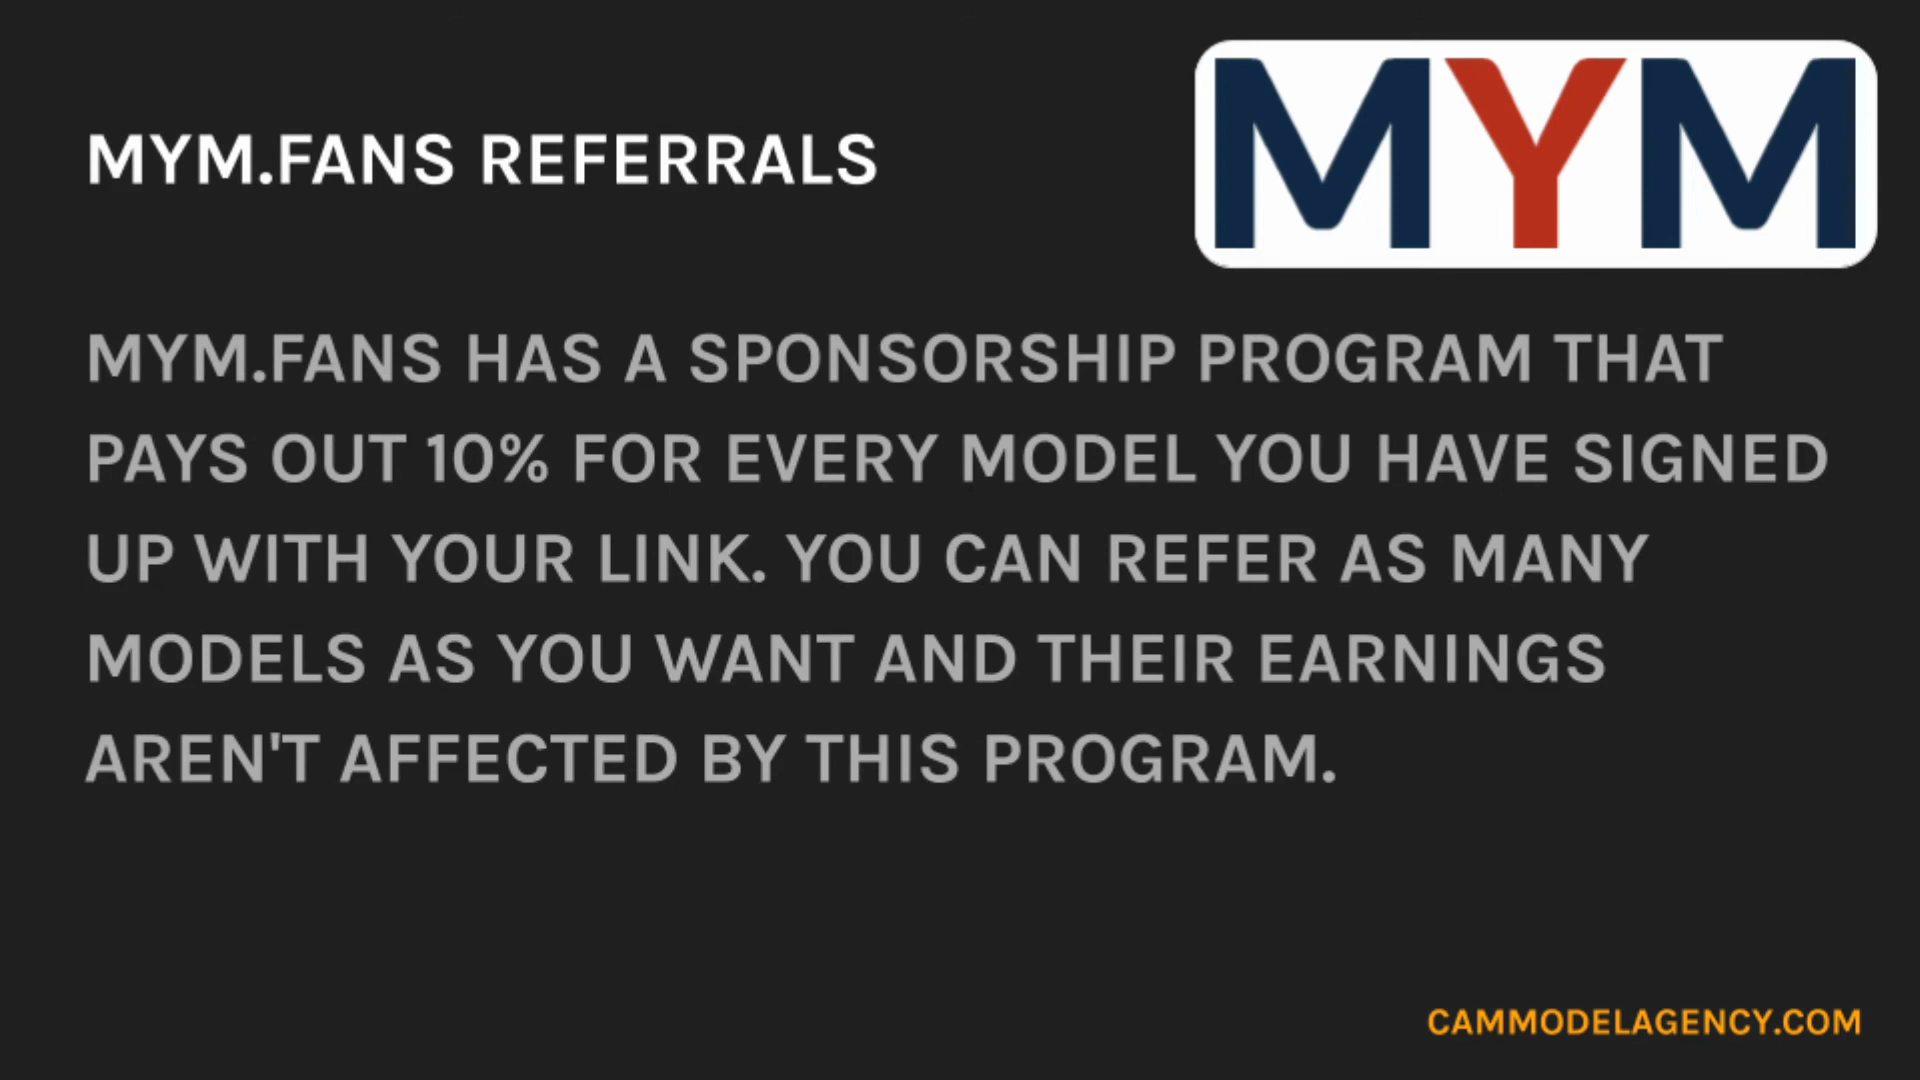 MYM
MYM.FANS REFERRALS
MYM.FANS HAS A SPONSORSHIP PROGRAM THAT
PAYS OUT 10% FOR EVERY MODEL YOU HAVE SIGNED
UP WITH YOUR LINK. YOU CAN REFER AS MANY
MODELS AS YOU WANT AND THEIR EARNINGS
AREN'T AFFECTED BY THIS PROGRAM.
CAMMODELAGENCY.COM